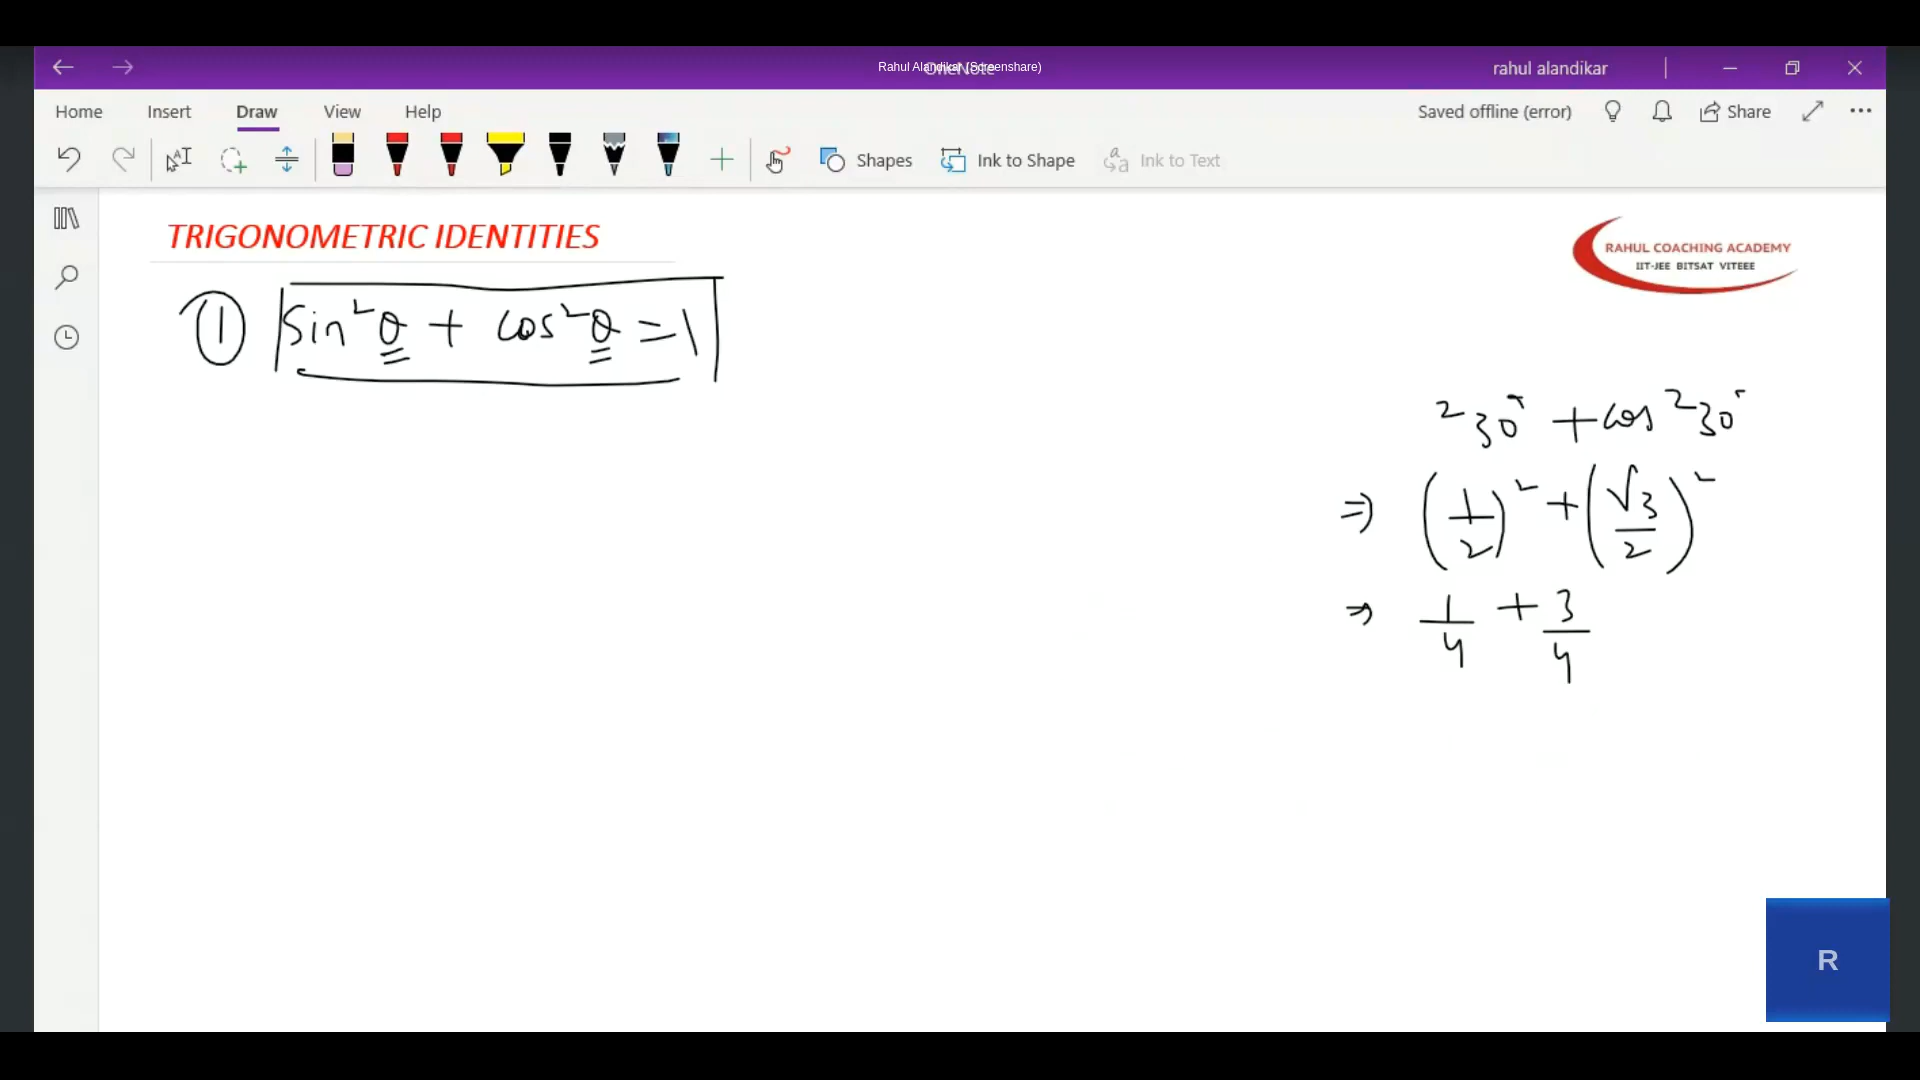 Rahul Alandikar (Screenshare)
OneNote
rahul alandikar
Home Insert Draw View Help
Saved offline (error) Share
Shapes Ink to Shape Ink to Text
TRIGONOMETRIC IDENTITIES
RAHUL COACHING ACADEMY
IIT-JEE BITSAT VITEEE
① sin²θ + cos²θ = 1
²30° + cos²30°
⇒ (1/2)² + (√3/2)²
⇒ 1/4 + 3/4
R